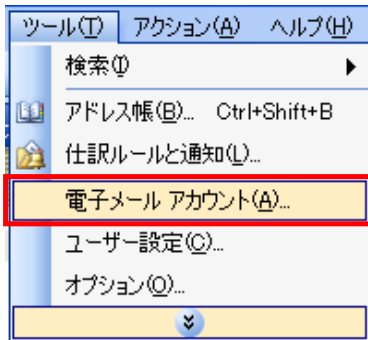 ツール(T) アクション(A) ヘルプ(H)
検索(I)
アドレス帳(B)... Ctrl+Shift+B
仕訳ルールと通知(L)...
電子メール アカウント(A)...
ユーザー設定(C)...
オプション(O)...